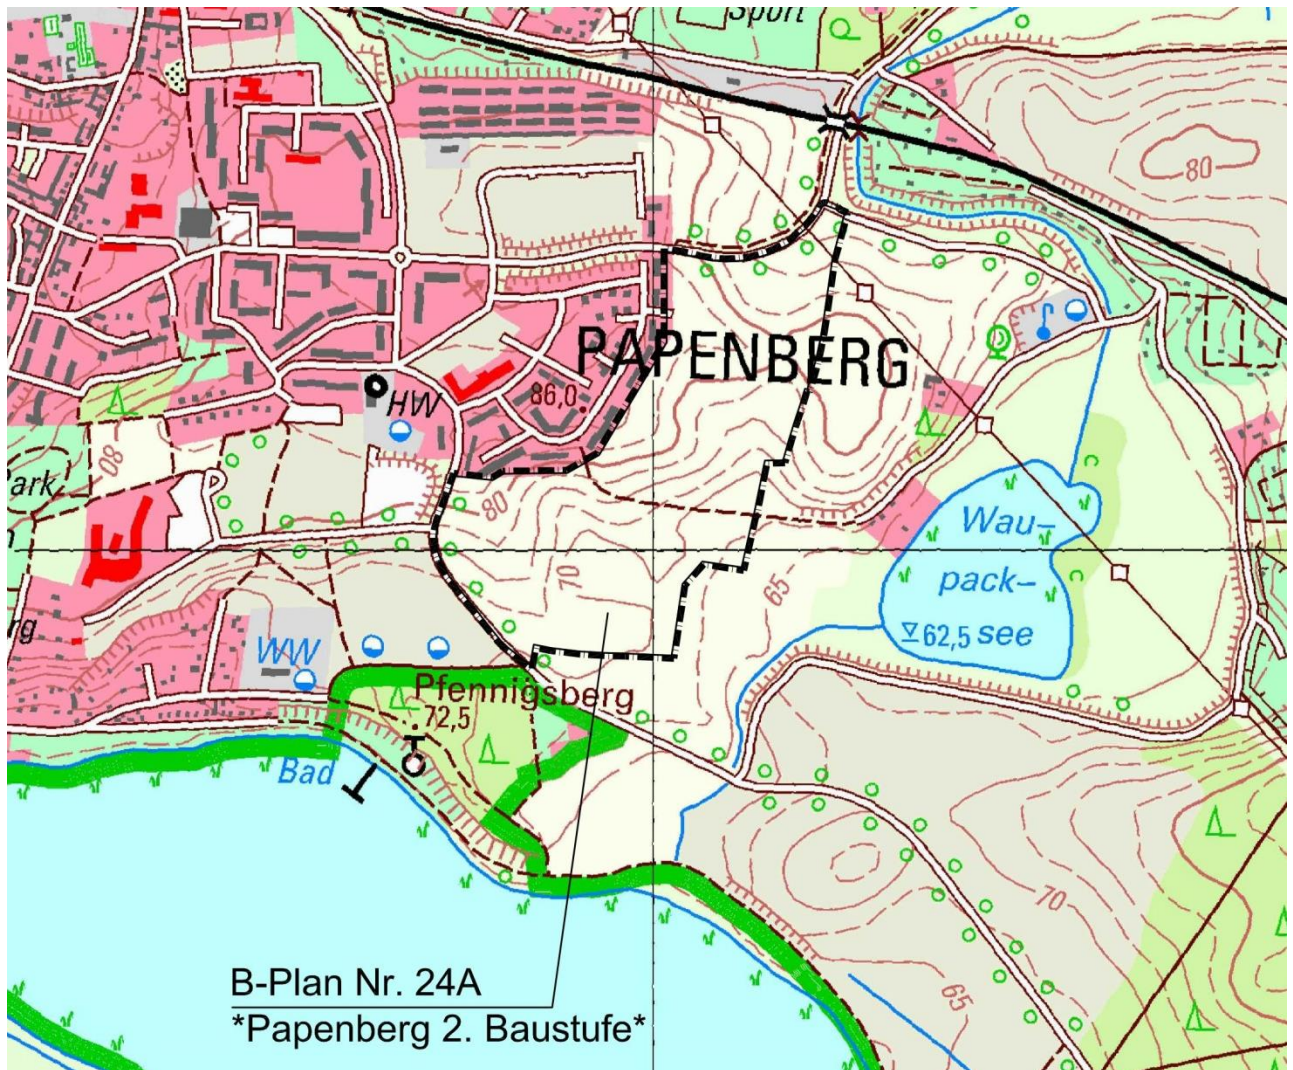 Sport
80
PAPENBERG
86,0
HW
80
Park
80
Wau-
70
65
pack-
62,5 see
rg
WW
Pfennigsberg
72,5
Bad
70
B-Plan Nr. 24A
65
*Papenberg 2. Baustufe*